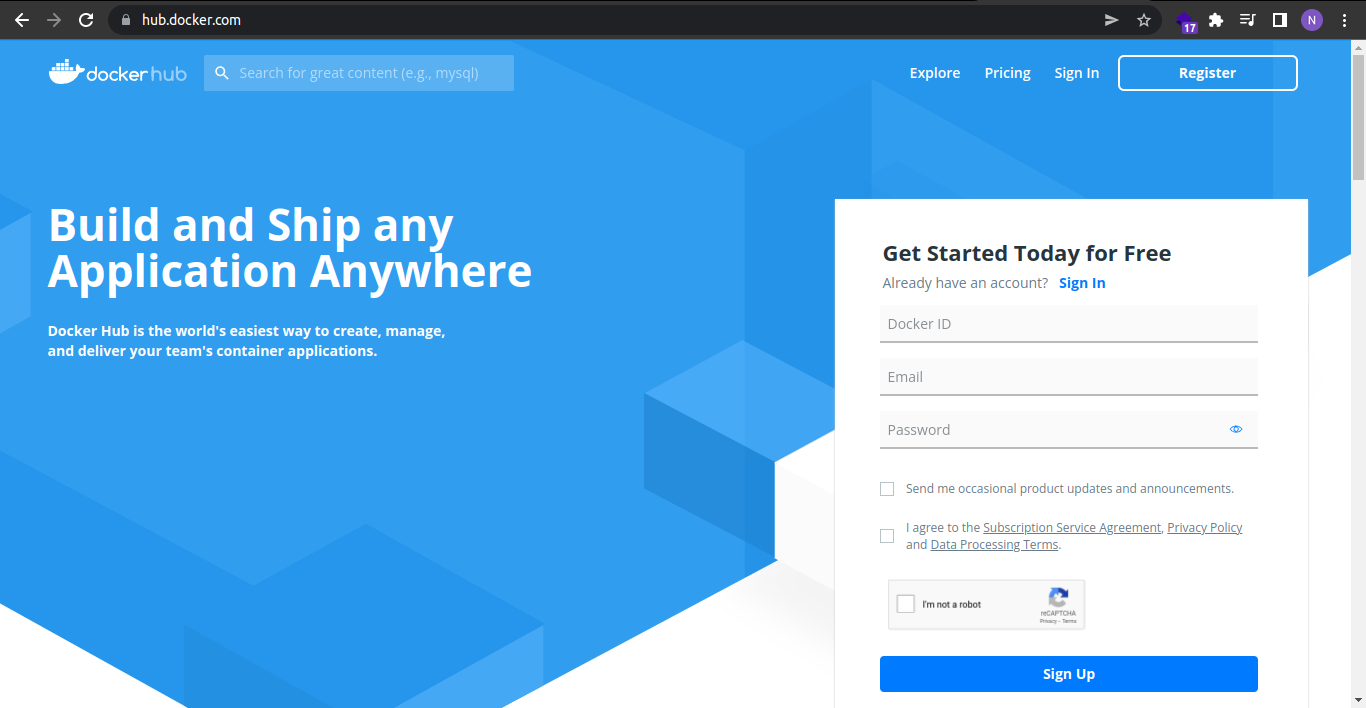 hub.docker.com
17
N
docker hub
Search for great content (e.g., mysql)
Explore
Pricing
Sign In
Register
Build and Ship any
Application Anywhere
Docker Hub is the world's easiest way to create, manage,
and deliver your team's container applications.
Get Started Today for Free
Already have an account? Sign In
Docker ID
Email
Password
Send me occasional product updates and announcements.
I agree to the Subscription Service Agreement, Privacy Policy
and Data Processing Terms.
I'm not a robot
reCAPTCHA
Privacy - Terms
Sign Up